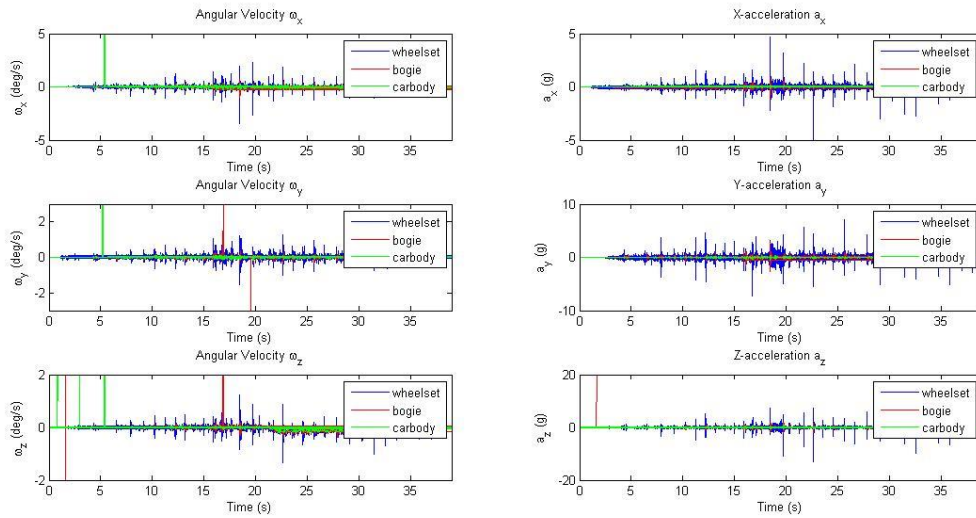 Angular Velocity ω_x
5
0
-5
ω_x (deg/s)
0 5 10 15 20 25 30 35
Time (s)
wheelset
bogie
carbody
X-acceleration a_x
5
0
-5
a_x (g)
0 5 10 15 20 25 30 35
Time (s)
wheelset
bogie
carbody
Angular Velocity ω_y
2
0
-2
ω_y (deg/s)
0 5 10 15 20 25 30 35
Time (s)
wheelset
bogie
carbody
Y-acceleration a_y
10
0
-10
a_y (g)
0 5 10 15 20 25 30 35
Time (s)
wheelset
bogie
carbody
Angular Velocity ω_z
2
0
-2
ω_z (deg/s)
0 5 10 15 20 25 30 35
Time (s)
wheelset
bogie
carbody
Z-acceleration a_z
20
0
-20
a_z (g)
0 5 10 15 20 25 30 35
Time (s)
wheelset
bogie
carbody